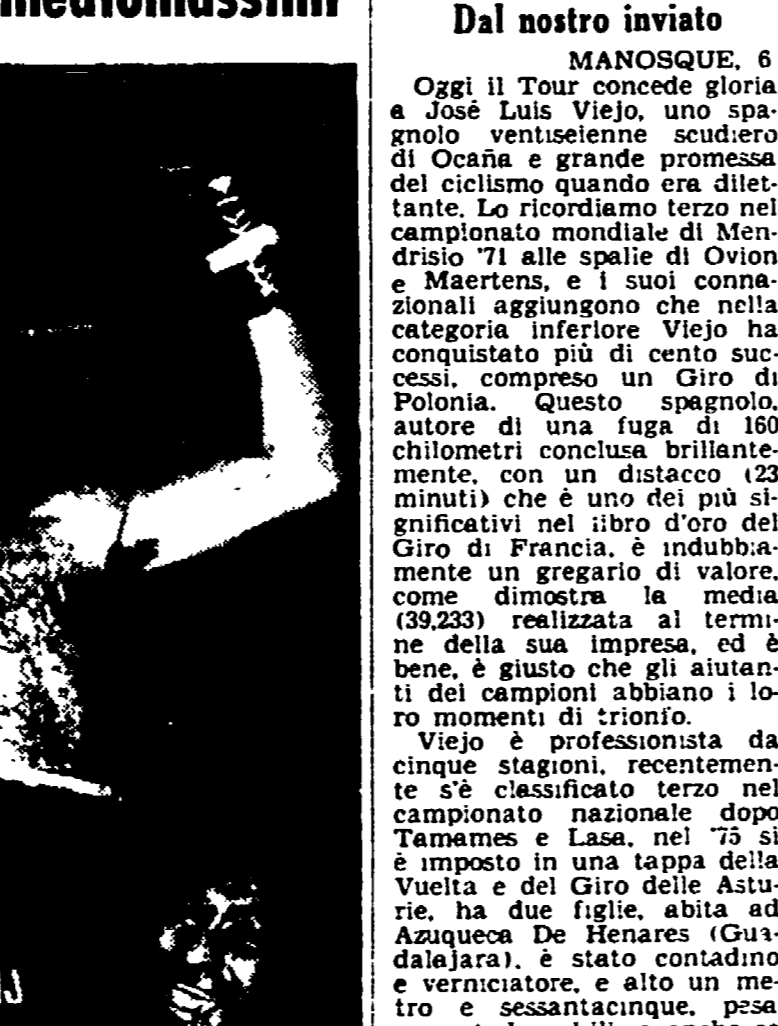 Dal nostro inviato
MANOSQUE, 6
Oggi il Tour concede gloria
a José Luis Viejo, uno spa-
gnolo ventiseienne scudiero
di Ocaña e grande promessa
del ciclismo quando era dilet-
tante. Lo ricordiamo terzo nel
campionato mondiale di Men-
drisio '71 alle spalle di Ovion
e Maertens, e i suoi conna-
zionali aggiungono che nella
categoria inferiore Viejo ha
conquistato più di cento suc-
cessi, compreso un Giro di
Polonia. Questo spagnolo,
autore di una fuga di 160
chilometri conclusa brillante-
mente, con un distacco (23
minuti) che è uno dei più si-
gnificativi nel libro d'oro del
Giro di Francia, è indubbia-
mente un gregario di valore,
come dimostra la media
(39,233) realizzata al termi-
ne della sua impresa, ed è
bene, è giusto che gli aiutan-
ti dei campioni abbiano i lo-
ro momenti di trionfo.
Viejo è professionista da
cinque stagioni, recentemen-
te s'è classificato terzo nel
campionato nazionale dopo
Tamames e Lasa, nel '75 si
è imposto in una tappa della
Vuelta e del Giro delle Astu-
rie, ha due figlie, abita ad
Azuqueca De Henares (Gua-
dalajara), è stato contadino
e verniciatore, e alto un me-
tro e sessantacinque, pesa